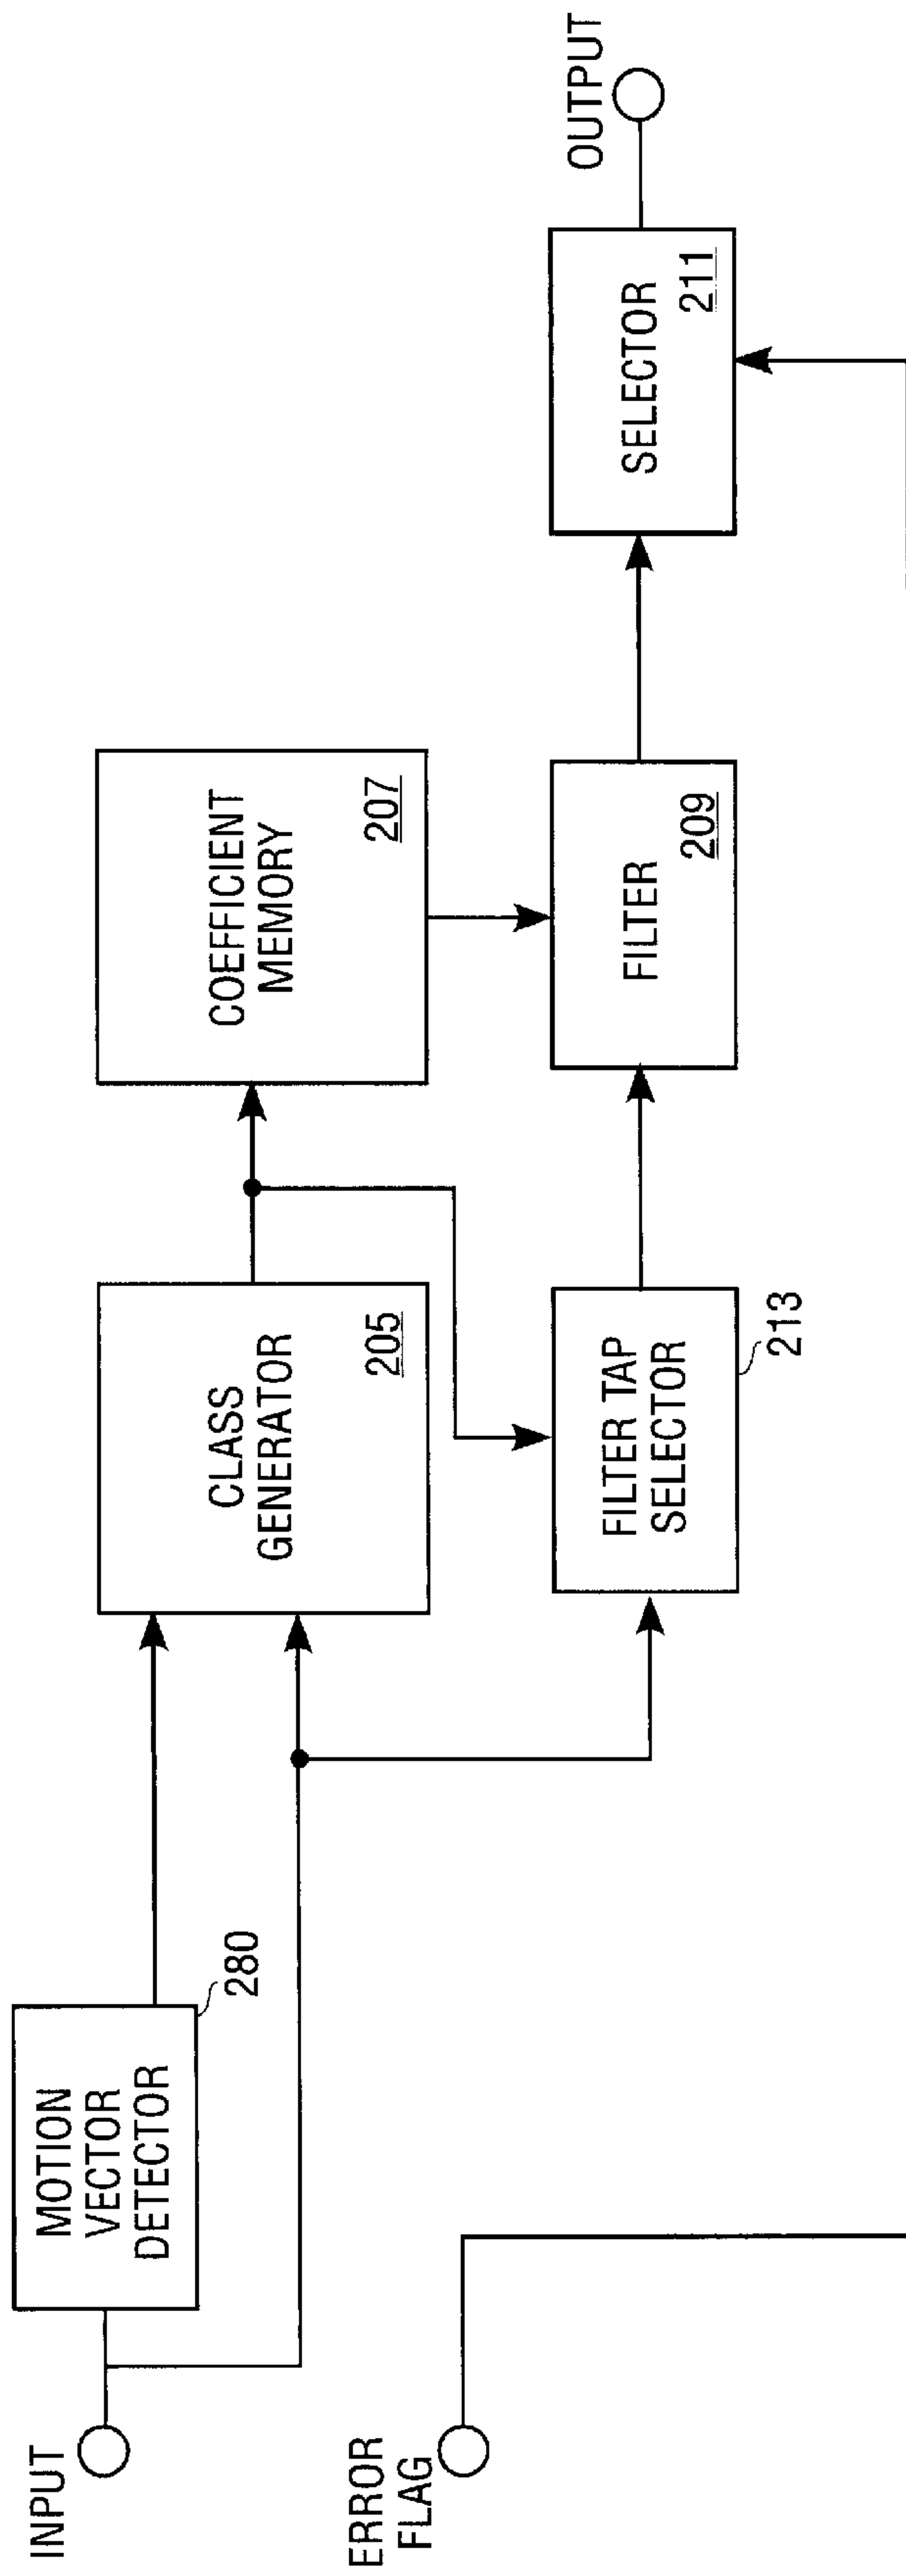 INPUT
MOTION
VECTOR
DETECTOR
280
CLASS
GENERATOR
205
COEFFICIENT
MEMORY
207
ERROR
FLAG
FILTER TAP
SELECTOR
213
FILTER
209
SELECTOR
211
OUTPUT